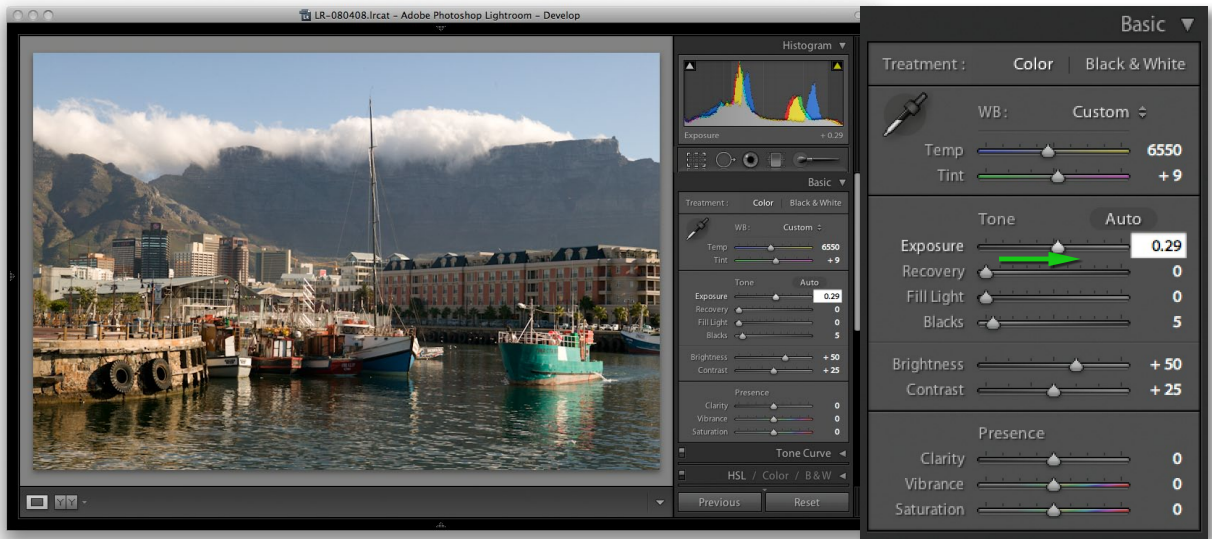 LR-080408.lrcat - Adobe Photoshop Lightroom - Develop
Histogram
Exposure + 0.29
Basic
Treatment : Color | Black & White
WB : Custom
Temp 6550
Tint + 9
Tone Auto
Exposure 0.29
Recovery 0
Fill Light 0
Blacks 5
Brightness + 50
Contrast + 25
Presence
Clarity 0
Vibrance 0
Saturation 0
Tone Curve
HSL / Color / B & W
Previous Reset
YY
Basic
Treatment : Color | Black & White
WB : Custom
Temp 6550
Tint + 9
Tone Auto
Exposure 0.29
Recovery 0
Fill Light 0
Blacks 5
Brightness + 50
Contrast + 25
Presence
Clarity 0
Vibrance 0
Saturation 0